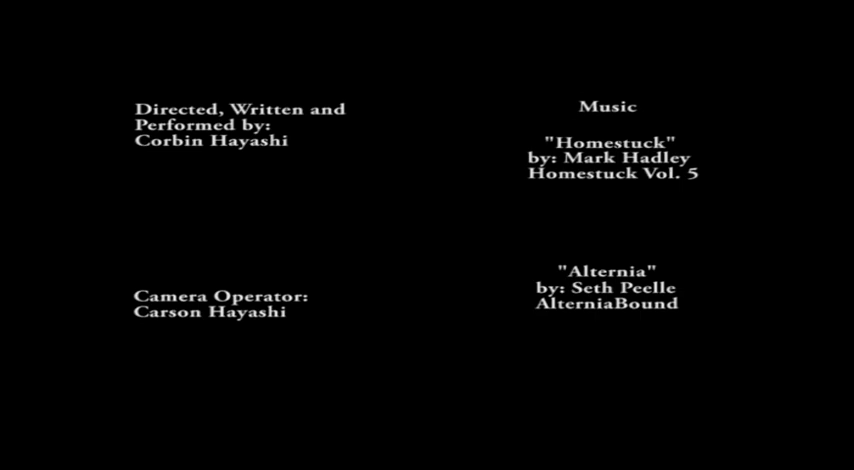 Directed, Written and
Performed by:
Corbin Hayashi
Camera Operator:
Carson Hayashi
Music
"Homestuck"
by: Mark Hadley
Homestuck Vol. 5
"Alternia"
by: Seth Peelle
AlterniaBound